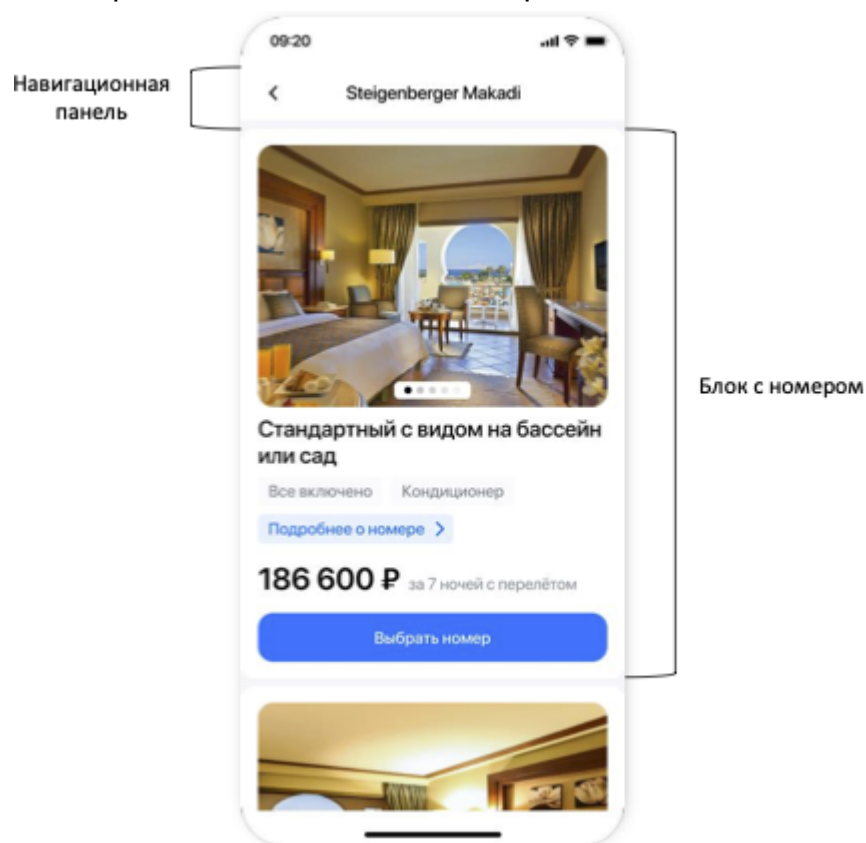 09:20
Навигационная
панель
Steigenberger Makadi
Блок с номером
Стандартный с видом на бассейн
или сад
Все включено Кондиционер
Подробнее о номере
186 600 ₽ за 7 ночей с перелётом
Выбрать номер